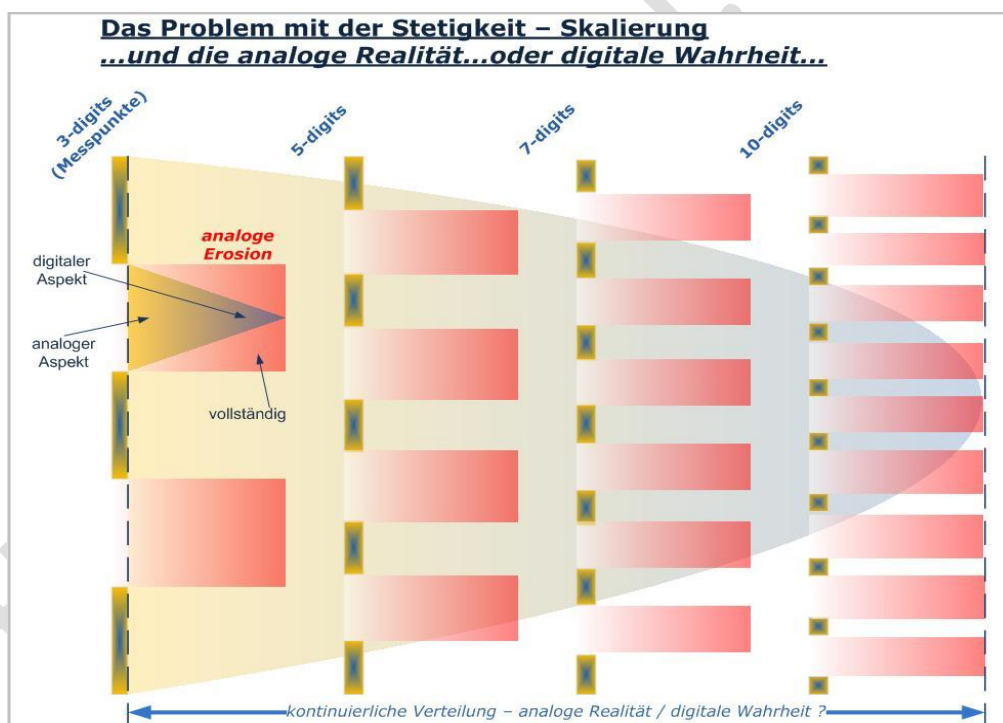 Das Problem mit der Stetigkeit – Skalierung
...und die analoge Realität...oder digitale Wahrheit...
3-digits
(Messpunkte)
5-digits
7-digits
10-digits
analoge
Erosion
digitaler
Aspekt
analoger
Aspekt
vollständig
kontinuierliche Verteilung – analoge Realität / digitale Wahrheit ?